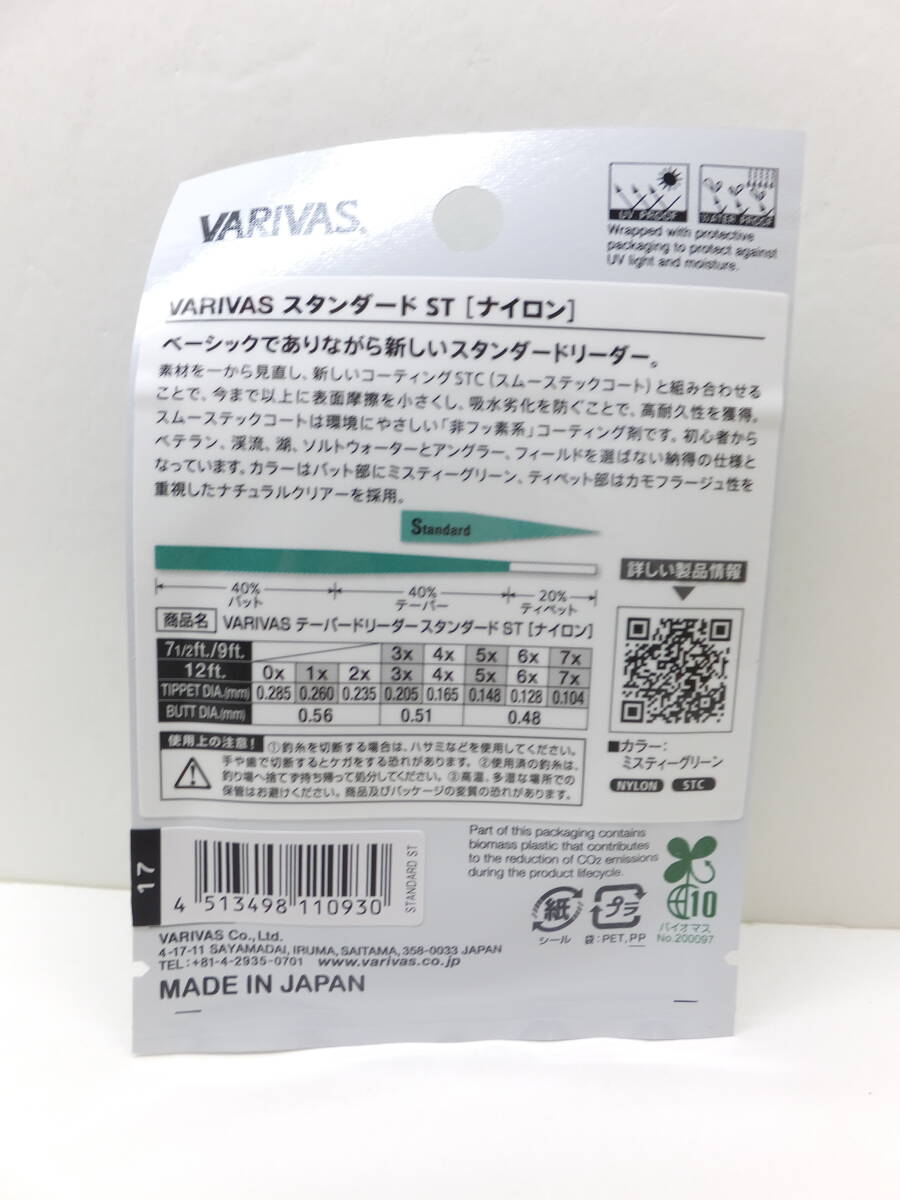 VARIVAS®
UV PROOF
WATER PROOF
Wrapped with protective
packaging to protect against
UV light and moisture.
VARIVAS スタンダード ST [ナイロン]
ベーシックでありながら新しいスタンダードリーダー。
素材を一から見直し、新しいコーティングSTC(スムーステックコート)と組み合わせる
ことで、今まで以上に表面摩擦を小さくし、吸水劣化を防ぐことで、高耐久性を獲得。
スムーステックコートは環境にやさしい「非フッ素系」コーティング剤です。初心者から
ベテラン、渓流、湖、ソルトウォーターとアングラー、フィールドを選ばない納得の仕様と
なっています。カラーはバット部にミスティーグリーン、ティペット部はカモフラージュ性を
重視したナチュラルクリアーを採用。
Standard
40% 40% 20%
バット テーパー ティペット
商品名 VARIVAS テーパードリーダー スタンダード ST [ナイロン]
7 1/2ft./9ft. 3x 4x 5x 6x 7x
12ft. 0x 1x 2x 3x 4x 5x 6x 7x
TIPPET DIA.(mm) 0.285 0.260 0.235 0.205 0.165 0.148 0.128 0.104
BUTT DIA.(mm) 0.56 0.51 0.48
使用上の注意! ①釣糸を切断する場合は、ハサミなどを使用してください。
手や歯で切断するとケガをする恐れがあります。②使用済の釣糸は、
釣り場へ捨てず持ち帰って処分してください。③高温、多湿な場所での
保管はお避けください。商品及びパッケージの変質の恐れがあります。
詳しい製品情報
■カラー:
ミスティーグリーン
NYLON STC
17
4 513498 110930
STANDARD ST
Part of this packaging contains
biomass plastic that contributes
to the reduction of CO2 emissions
during the product lifecycle.
紙
シール
プラ
袋:PET, PP
10
バイオマス
No.200097
VARIVAS Co., Ltd.
4-17-11 SAYAMADAI, IRUMA, SAITAMA, 358-0033 JAPAN
TEL:+81-4-2935-0701 www.varivas.co.jp
MADE IN JAPAN